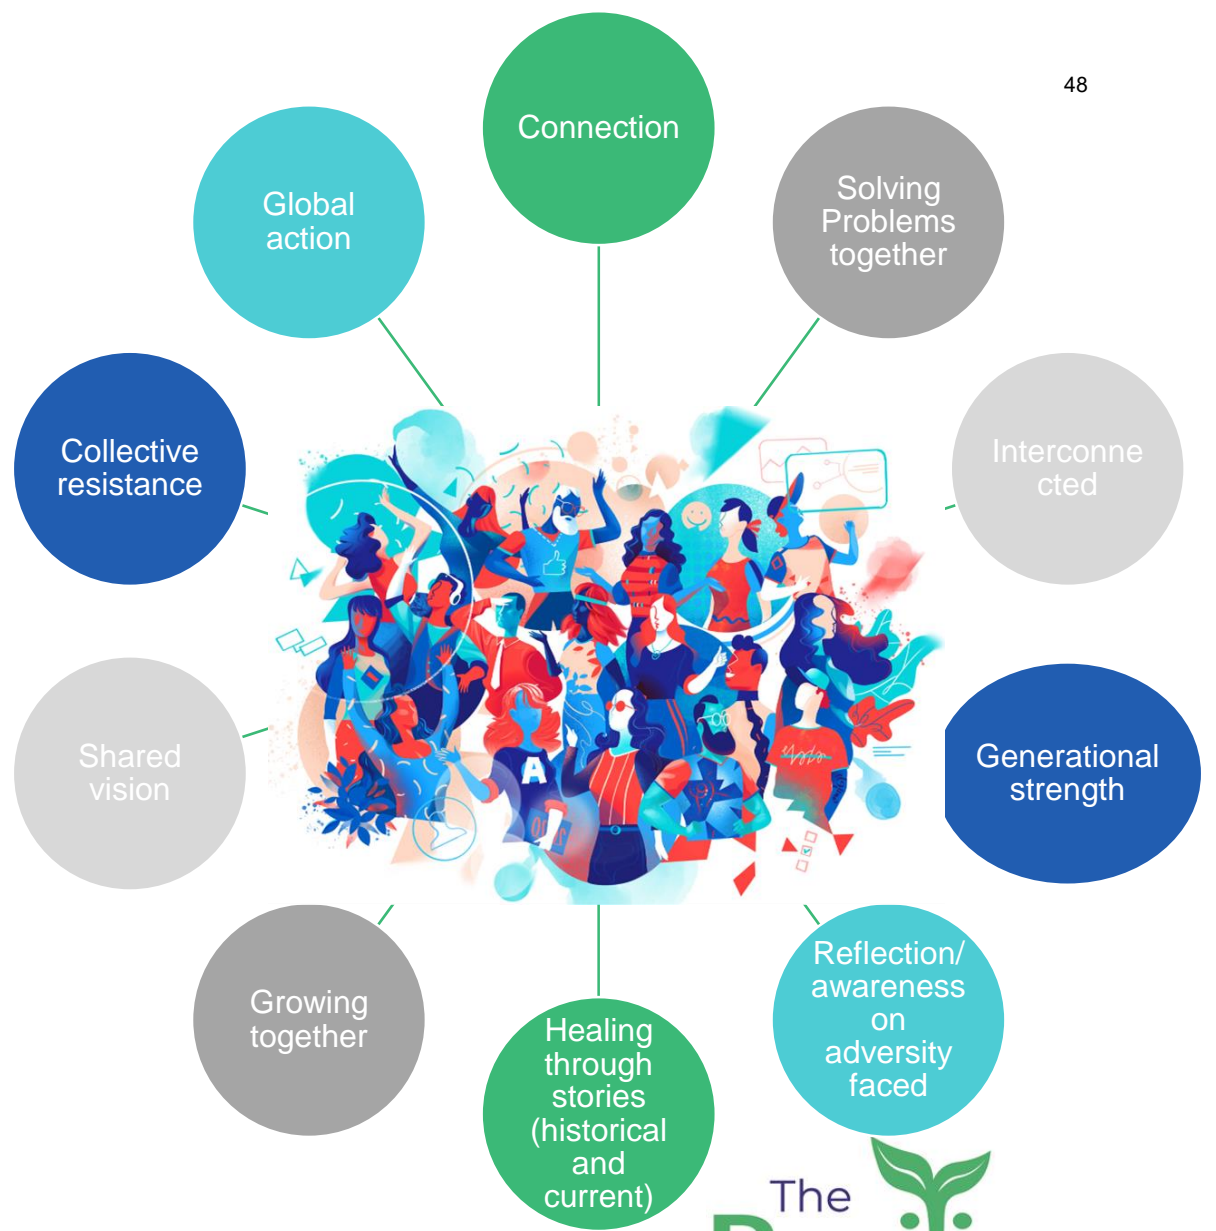 48
Connection
Solving
Problems
together
Interconne
cted
Generational
strength
Reflection/
awareness
on
adversity
faced
Healing
through
stories
(historical
and
current)
Growing
together
Shared
vision
Collective
resistance
Global
action
A
The